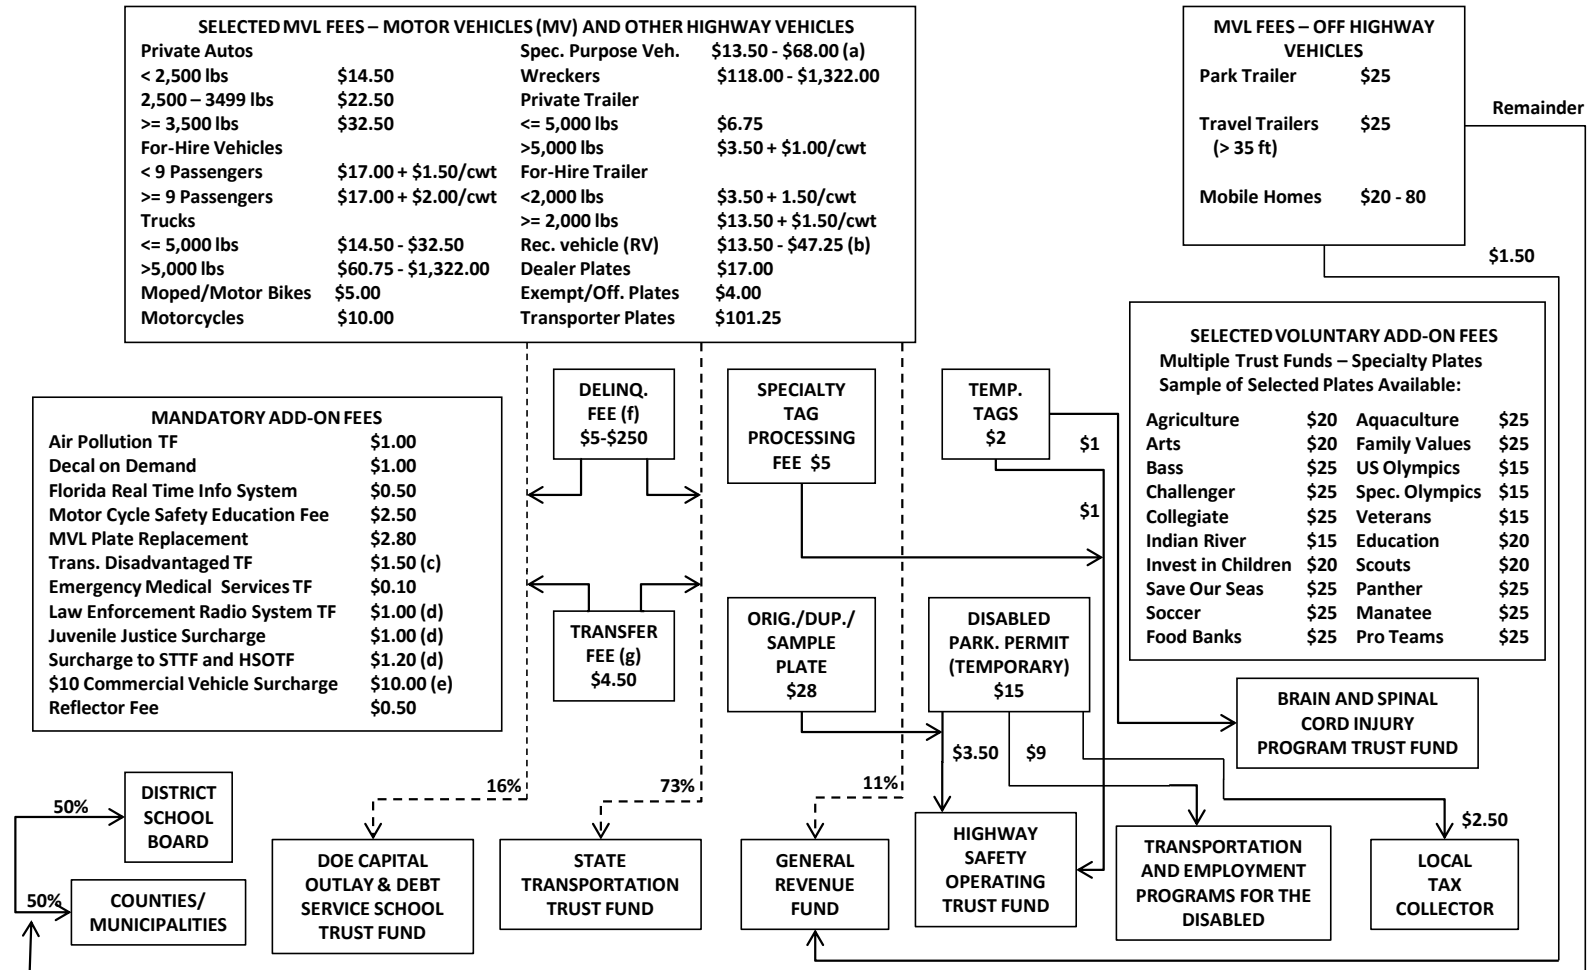 SELECTED MVL FEES – MOTOR VEHICLES (MV) AND OTHER HIGHWAY VEHICLES
Private Autos
< 2,500 lbs $14.50
2,500 – 3499 lbs $22.50
>= 3,500 lbs $32.50
For-Hire Vehicles
< 9 Passengers $17.00 + $1.50/cwt
>= 9 Passengers $17.00 + $2.00/cwt
Trucks
<= 5,000 lbs $14.50 - $32.50
>5,000 lbs $60.75 - $1,322.00
Moped/Motor Bikes $5.00
Motorcycles $10.00
Spec. Purpose Veh. $13.50 - $68.00 (a)
Wreckers $118.00 - $1,322.00
Private Trailer
<= 5,000 lbs $6.75
>5,000 lbs $3.50 + $1.00/cwt
For-Hire Trailer
<2,000 lbs $3.50 + 1.50/cwt
>= 2,000 lbs $13.50 + $1.50/cwt
Rec. vehicle (RV) $13.50 - $47.25 (b)
Dealer Plates $17.00
Exempt/Off. Plates $4.00
Transporter Plates $101.25
MVL FEES – OFF HIGHWAY
VEHICLES
Park Trailer $25
Travel Trailers $25
(> 35 ft)
Mobile Homes $20 - 80
Remainder
$1.50
MANDATORY ADD-ON FEES
Air Pollution TF $1.00
Decal on Demand $1.00
Florida Real Time Info System $0.50
Motor Cycle Safety Education Fee $2.50
MVL Plate Replacement $2.80
Trans. Disadvantaged TF $1.50 (c)
Emergency Medical Services TF $0.10
Law Enforcement Radio System TF $1.00 (d)
Juvenile Justice Surcharge $1.00 (d)
Surcharge to STTF and HSOTF $1.20 (d)
$10 Commercial Vehicle Surcharge $10.00 (e)
Reflector Fee $0.50
DELINQ.
FEE (f)
$5-$250
SPECIALTY
TAG
PROCESSING
FEE $5
TEMP.
TAGS
$2
$1
$1
SELECTED VOLUNTARY ADD-ON FEES
Multiple Trust Funds – Specialty Plates
Sample of Selected Plates Available:
Agriculture $20 Aquaculture $25
Arts $20 Family Values $25
Bass $25 US Olympics $15
Challenger $25 Spec. Olympics $15
Collegiate $25 Veterans $15
Indian River $15 Education $20
Invest in Children $20 Scouts $20
Save Our Seas $25 Panther $25
Soccer $25 Manatee $25
Food Banks $25 Pro Teams $25
TRANSFER
FEE (g)
$4.50
ORIG./DUP./
SAMPLE
PLATE
$28
DISABLED
PARK. PERMIT
(TEMPORARY)
$15
BRAIN AND SPINAL
CORD INJURY
PROGRAM TRUST FUND
$3.50
$9
$2.50
16%
73%
11%
50%
DISTRICT
SCHOOL
BOARD
50%
COUNTIES/
MUNICIPALITIES
DOE CAPITAL
OUTLAY & DEBT
SERVICE SCHOOL
TRUST FUND
STATE
TRANSPORTATION
TRUST FUND
GENERAL
REVENUE
FUND
HIGHWAY
SAFETY
OPERATING
TRUST FUND
TRANSPORTATION
AND EMPLOYMENT
PROGRAMS FOR THE
DISABLED
LOCAL
TAX
COLLECTOR